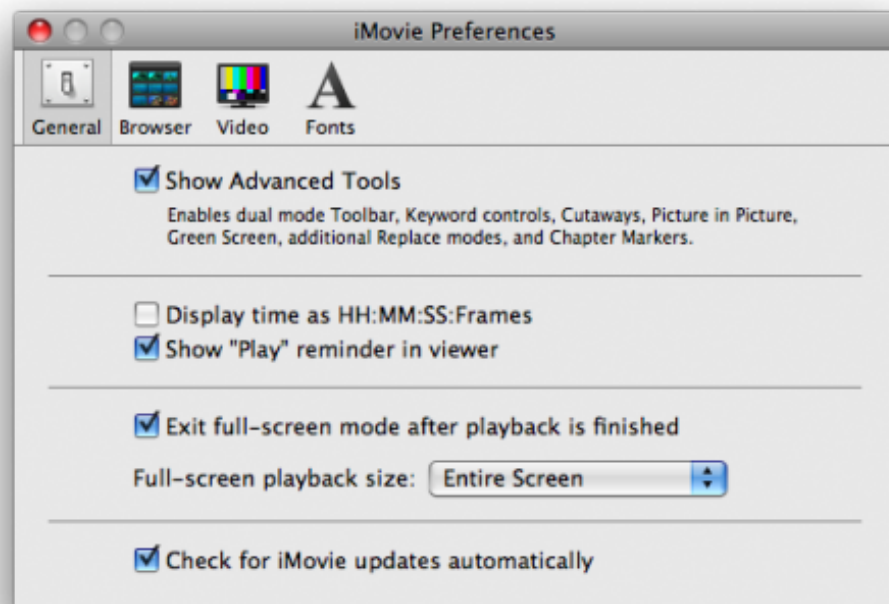 iMovie Preferences
General Browser Video Fonts
Show Advanced Tools
Enables dual mode Toolbar, Keyword controls, Cutaways, Picture in Picture,
Green Screen, additional Replace modes, and Chapter Markers.
Display time as HH:MM:SS:Frames
Show "Play" reminder in viewer
Exit full-screen mode after playback is finished
Full-screen playback size: Entire Screen
Check for iMovie updates automatically